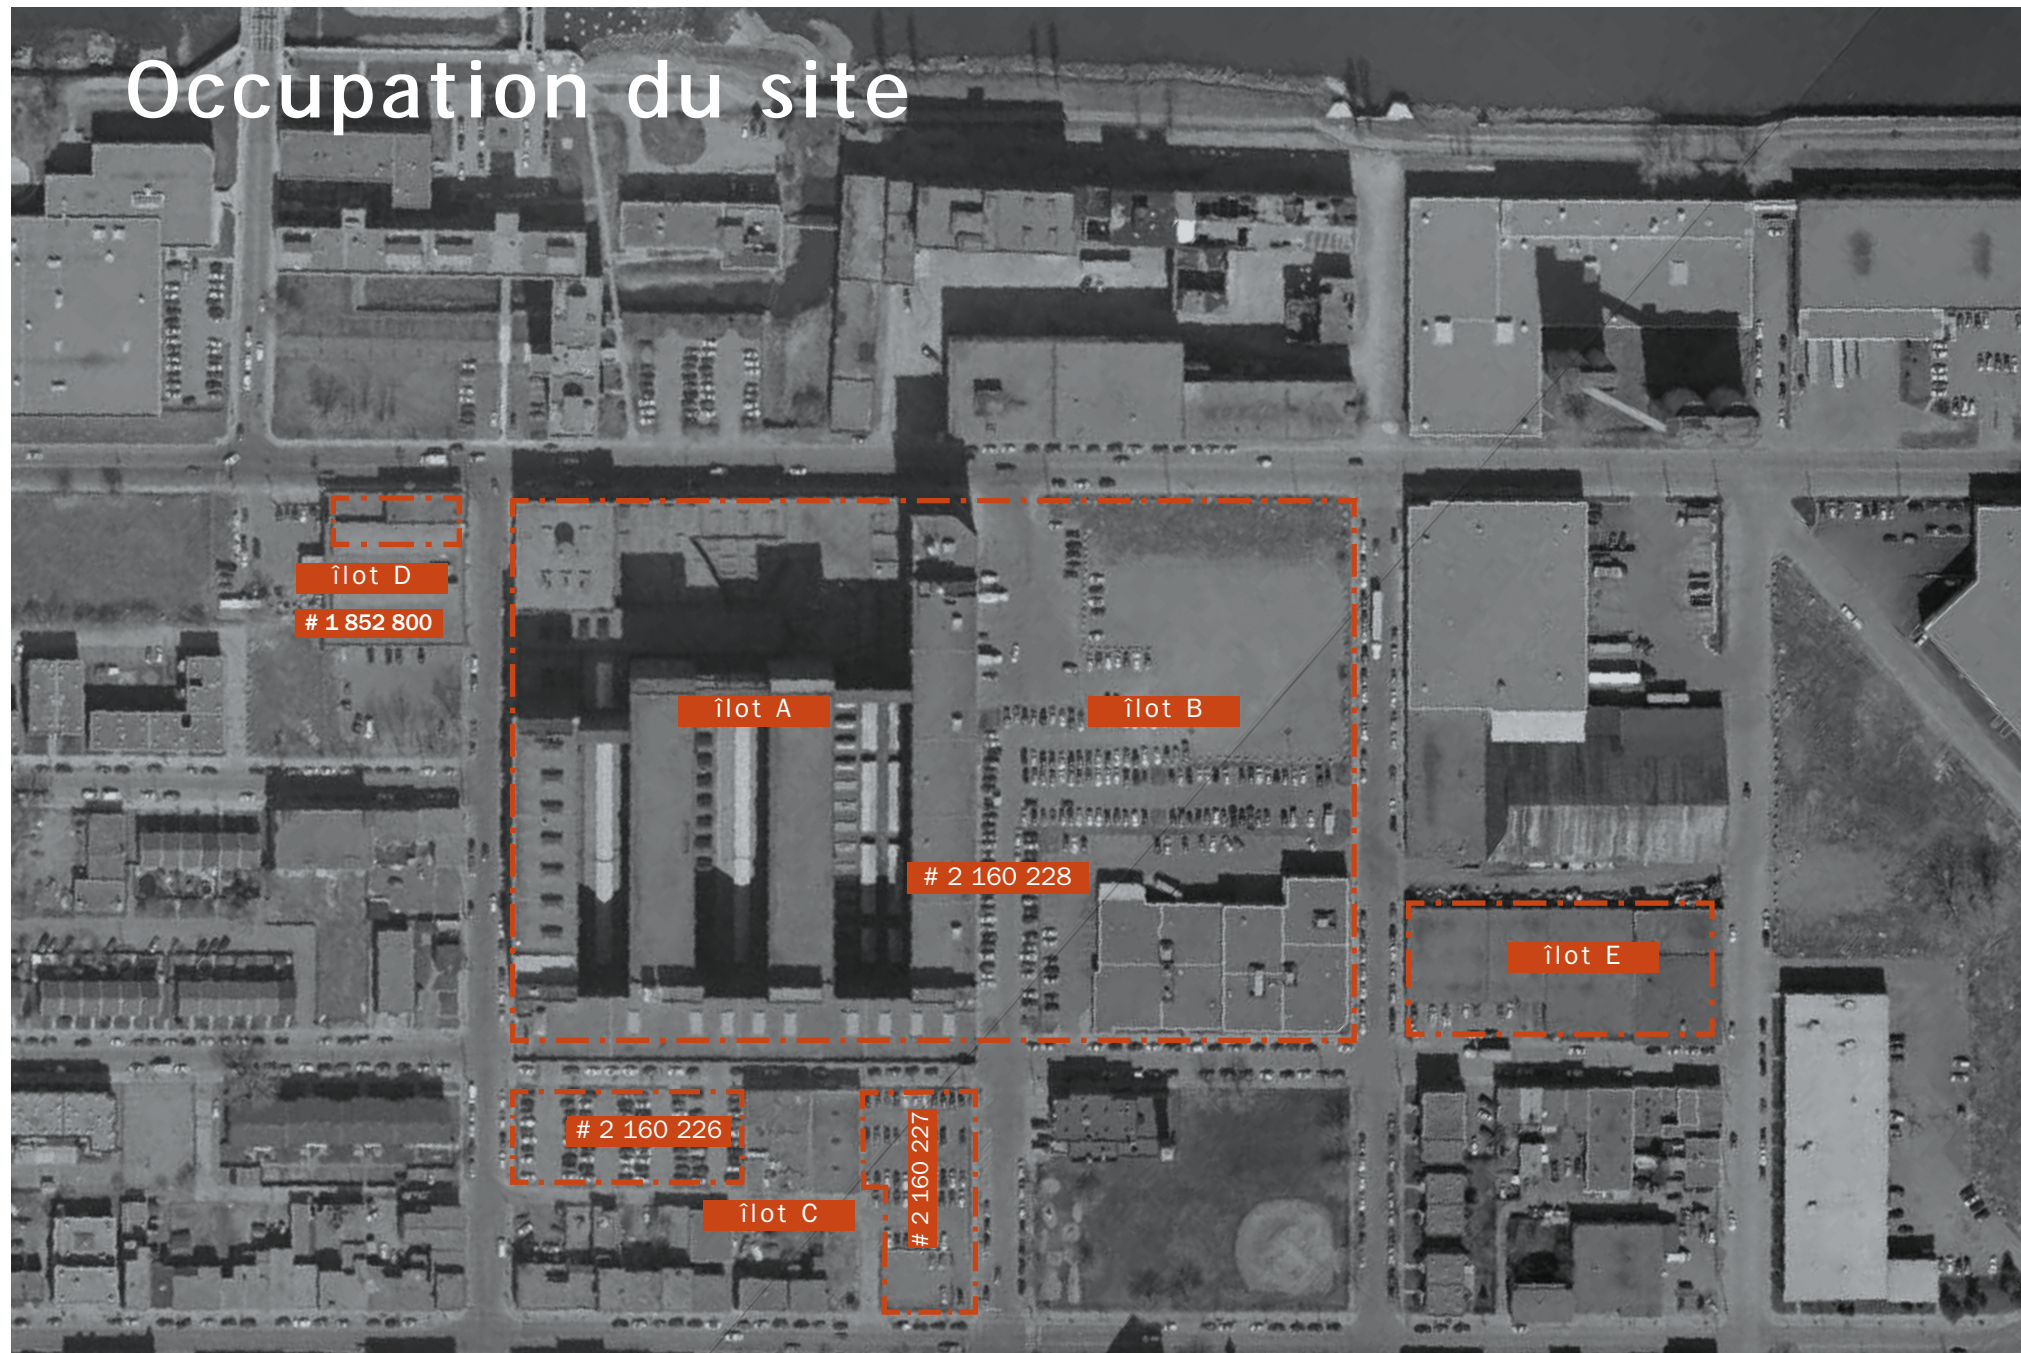 Occupation du site
îlot D
# 1 852 800
îlot A
îlot B
# 2 160 228
îlot E
# 2 160 226
# 2 160 227
îlot C